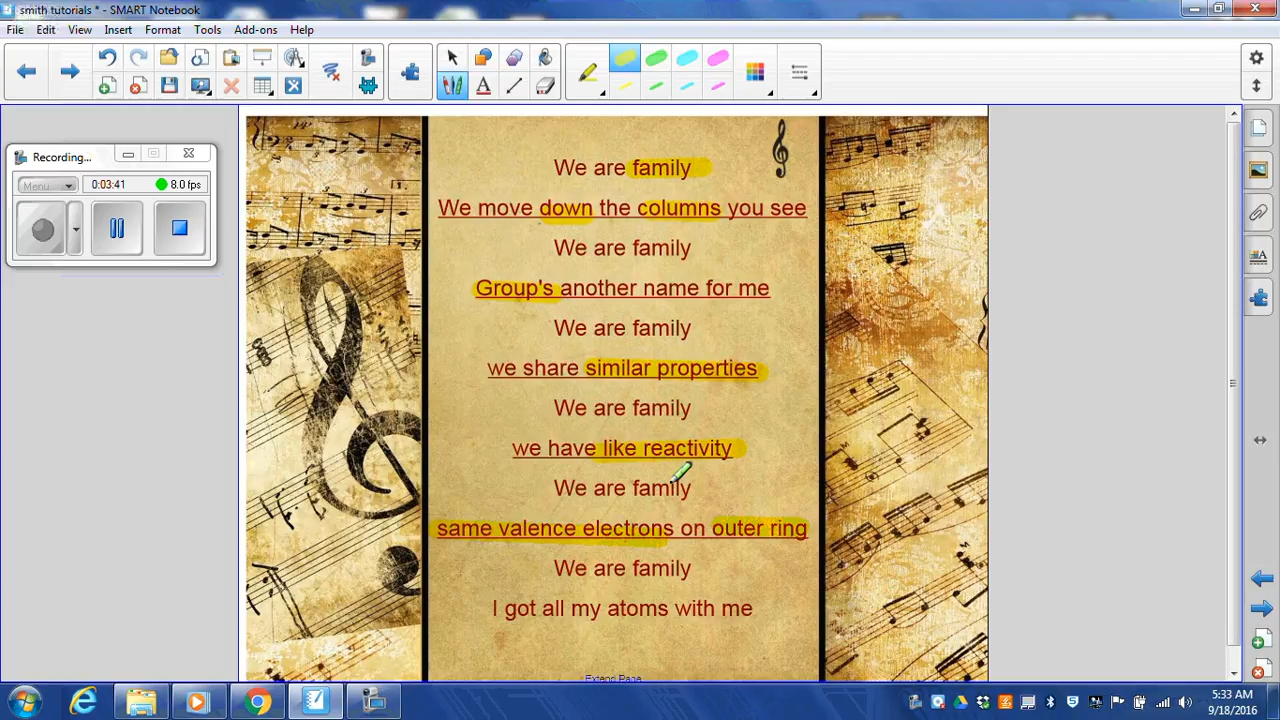 smith tutorials * - SMART Notebook
File Edit View Insert Format Tools Add-ons Help
Recording...
Menu 0:03:41 8.0 fps
We are family
We move down the columns you see
We are family
Group's another name for me
We are family
we share similar properties
We are family
we have like reactivity
We are family
same valence electrons on outer ring
We are family
I got all my atoms with me
Extend Page
5:33 AM
9/18/2016